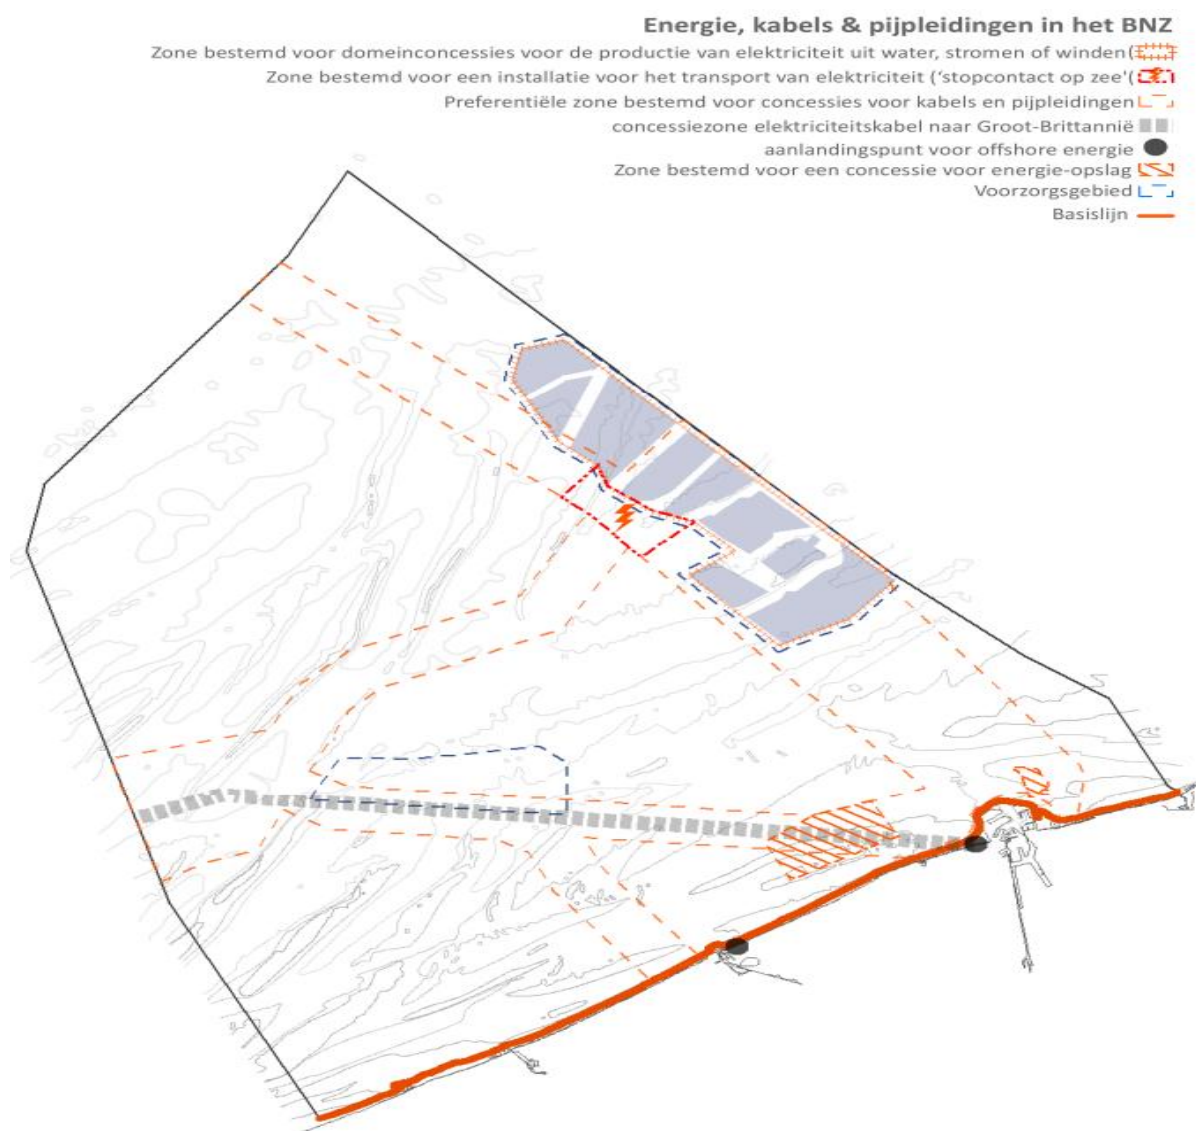 Energie, kabels & pijpleidingen in het BNZ
Zone bestemd voor domeinconcessies voor de productie van elektriciteit uit water, stromen of winden(
Zone bestemd voor een installatie voor het transport van elektriciteit ('stopcontact op zee'(
Preferentiële zone bestemd voor concessies voor kabels en pijpleidingen
concessiezone elektriciteitskabel naar Groot-Brittannië
aanlandingspunt voor offshore energie
Zone bestemd voor een concessie voor energie-opslag
Voorzorgsgebied
Basislijn